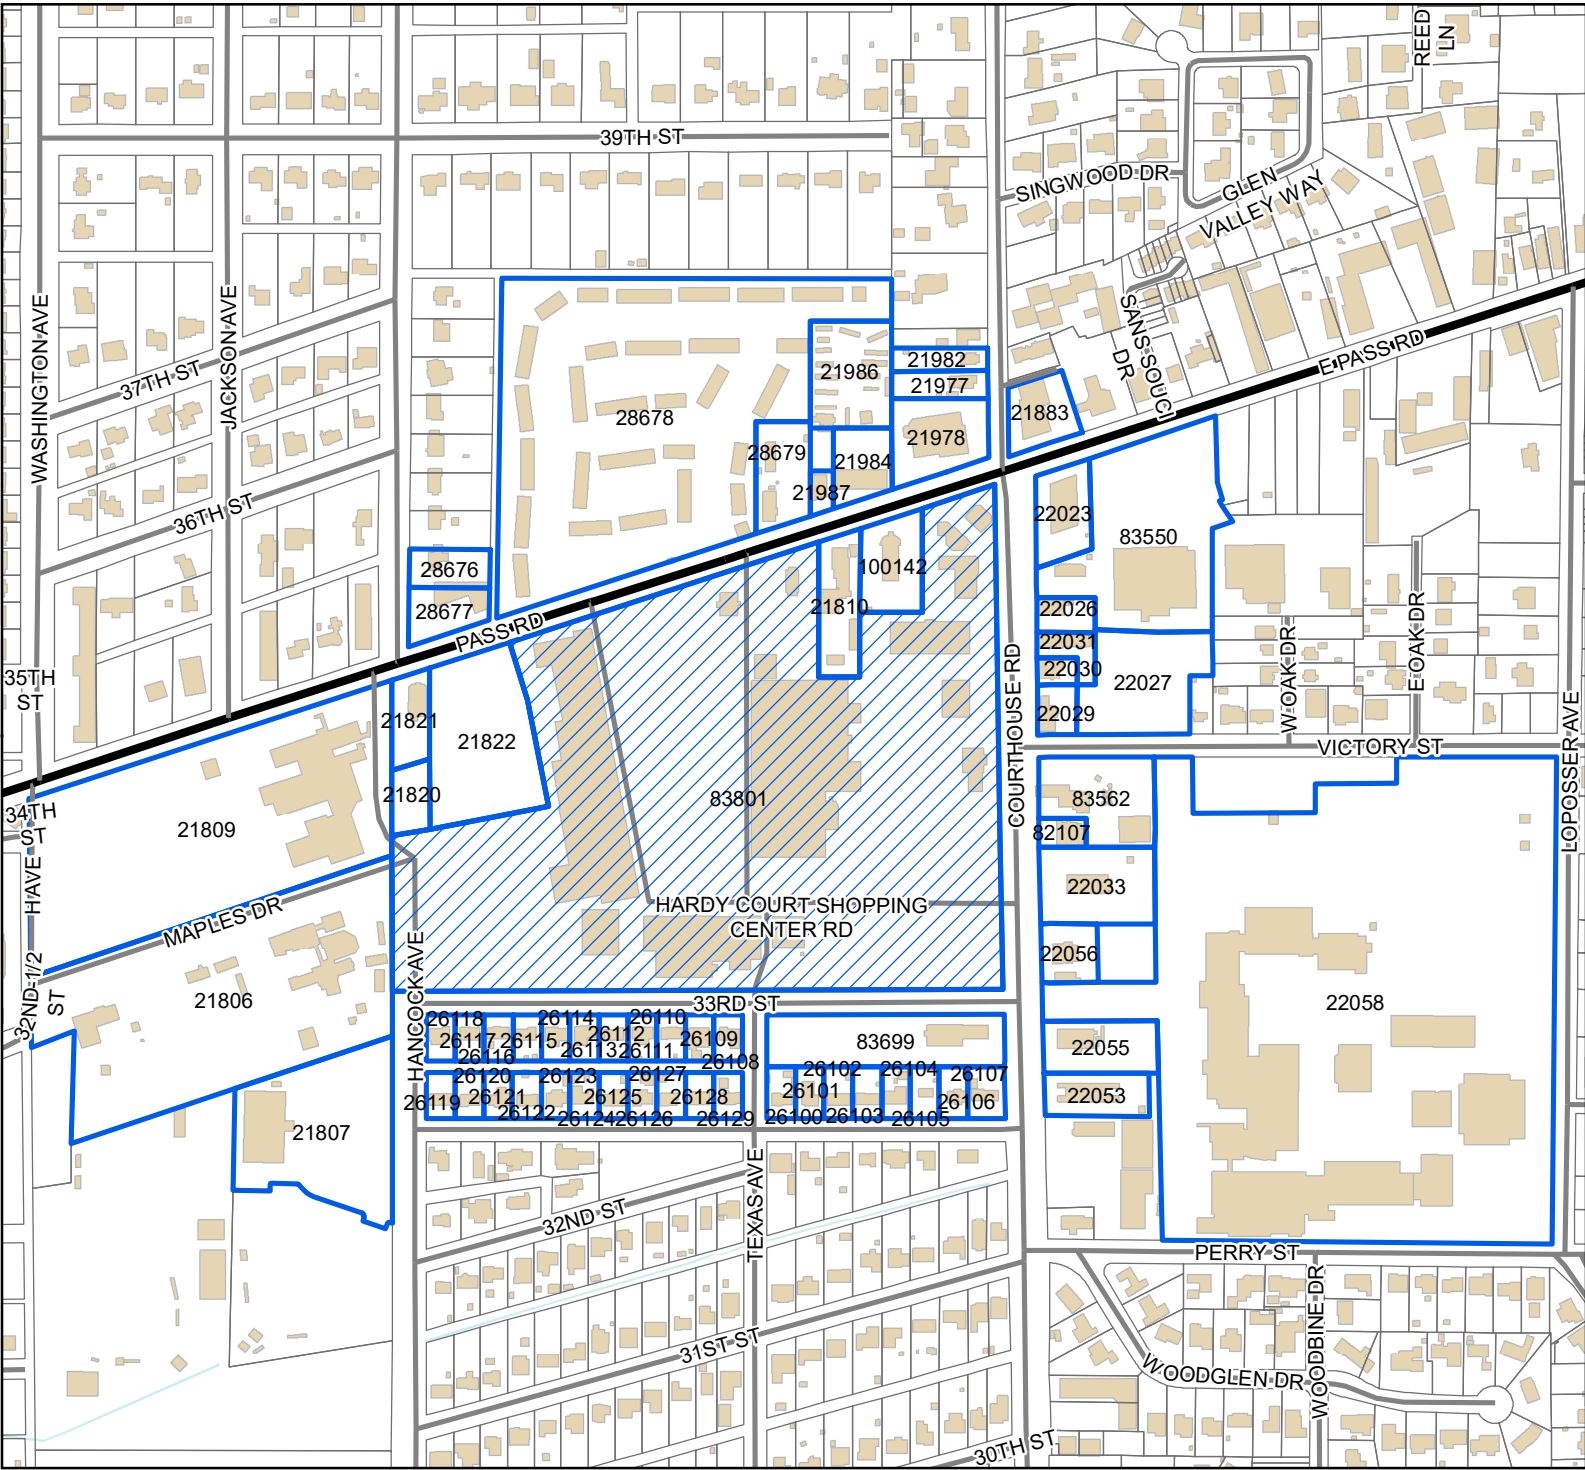 REED
LN
39TH ST
SINGWOOD DR
GLEN
VALLEY WAY
WASHINGTON AVE
JACKSON AVE
37TH ST
36TH ST
SANS SOUCI
DR
E PASS RD
21982
21986
21977
28678
21883
21978
28679
21984
21987
22023
83550
28676
100142
28677
21810
22026
PASS RD
22031
22030
22027
22029
35TH
ST
21821
21822
COURTHOUSE RD
W OAK DR
E OAK DR
LOPOSSER AVE
VICTORY ST
21820
83801
83562
34TH
ST
21809
82107
H AVE
22033
HARDY COURT SHOPPING
CENTER RD
MAPLES DR
HANCOCK AVE
22056
32ND-1/2
ST
21806
33RD ST
22058
26118
26114
26110
26117
26115
26112
26109
83699
22055
26116
26113
26111
26108
26120
26123
26127
26102
26104
26107
26119
26121
26125
26128
26101
26106
22053
26122
26124
26126
26129
26100
26103
26105
21807
TEXAS AVE
32ND ST
PERRY ST
31ST ST
WOODGLEN DR
WOODBINE DR
30TH ST